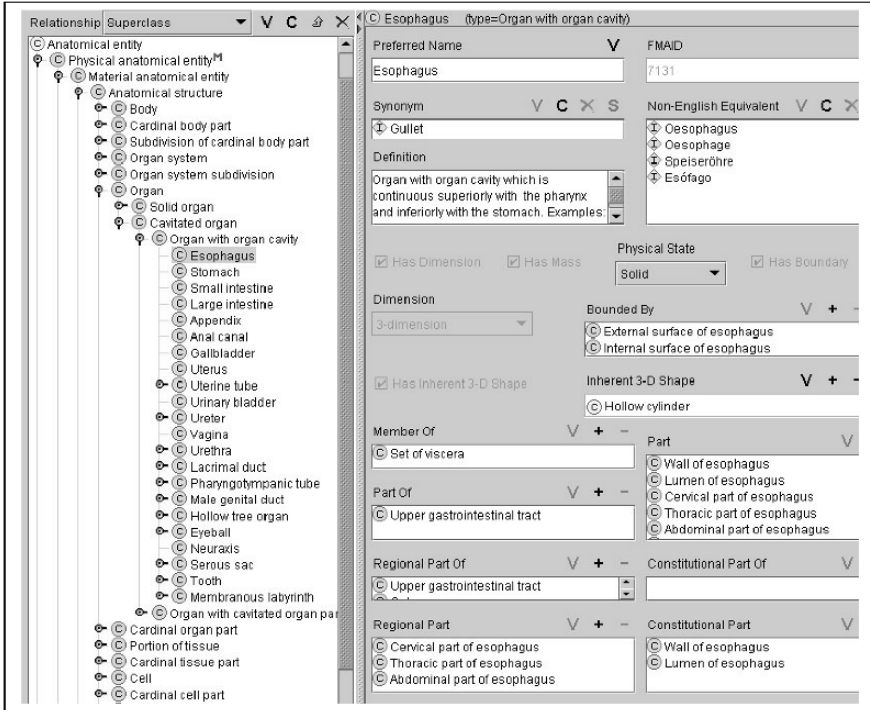 Relationship Superclass V C X
Anatomical entity
Physical anatomical entity M
Material anatomical entity
Anatomical structure
Body
Cardinal body part
Subdivision of cardinal body part
Organ system
Organ system subdivision
Organ
Solid organ
Cavitated organ
Organ with organ cavity
Esophagus
Stomach
Small intestine
Large intestine
Appendix
Anal canal
Gallbladder
Uterus
Uterine tube
Urinary bladder
Ureter
Vagina
Urethra
Lacrimal duct
Pharyngotympanic tube
Male genital duct
Hollow tree organ
Eyeball
Neuraxis
Serous sac
Tooth
Membranous labyrinth
Organ with cavitated organ par
Cardinal organ part
Portion of tissue
Cardinal tissue part
Cell
Cardinal cell part
Esophagus (type=Organ with organ cavity)
Preferred Name V
Esophagus
FMAID
7131
Synonym V C X S
Gullet
Non-English Equivalent V C X
Oesophagus
Oesophage
Speiseröhre
Esófago
Definition
Organ with organ cavity which is
continuous superiorly with the pharynx
and inferiorly with the stomach. Examples:
Has Dimension
Has Mass
Physical State
Solid
Has Boundary
Dimension
3-dimension
Bounded By V + -
External surface of esophagus
Internal surface of esophagus
Has Inherent 3-D Shape
Inherent 3-D Shape V + -
Hollow cylinder
Member Of V + -
Set of viscera
Part V
Wall of esophagus
Lumen of esophagus
Cervical part of esophagus
Thoracic part of esophagus
Abdominal part of esophagus
Part Of V + -
Upper gastrointestinal tract
Regional Part Of V + -
Upper gastrointestinal tract
Constitutional Part Of V
Regional Part V + -
Cervical part of esophagus
Thoracic part of esophagus
Abdominal part of esophagus
Constitutional Part V
Wall of esophagus
Lumen of esophagus